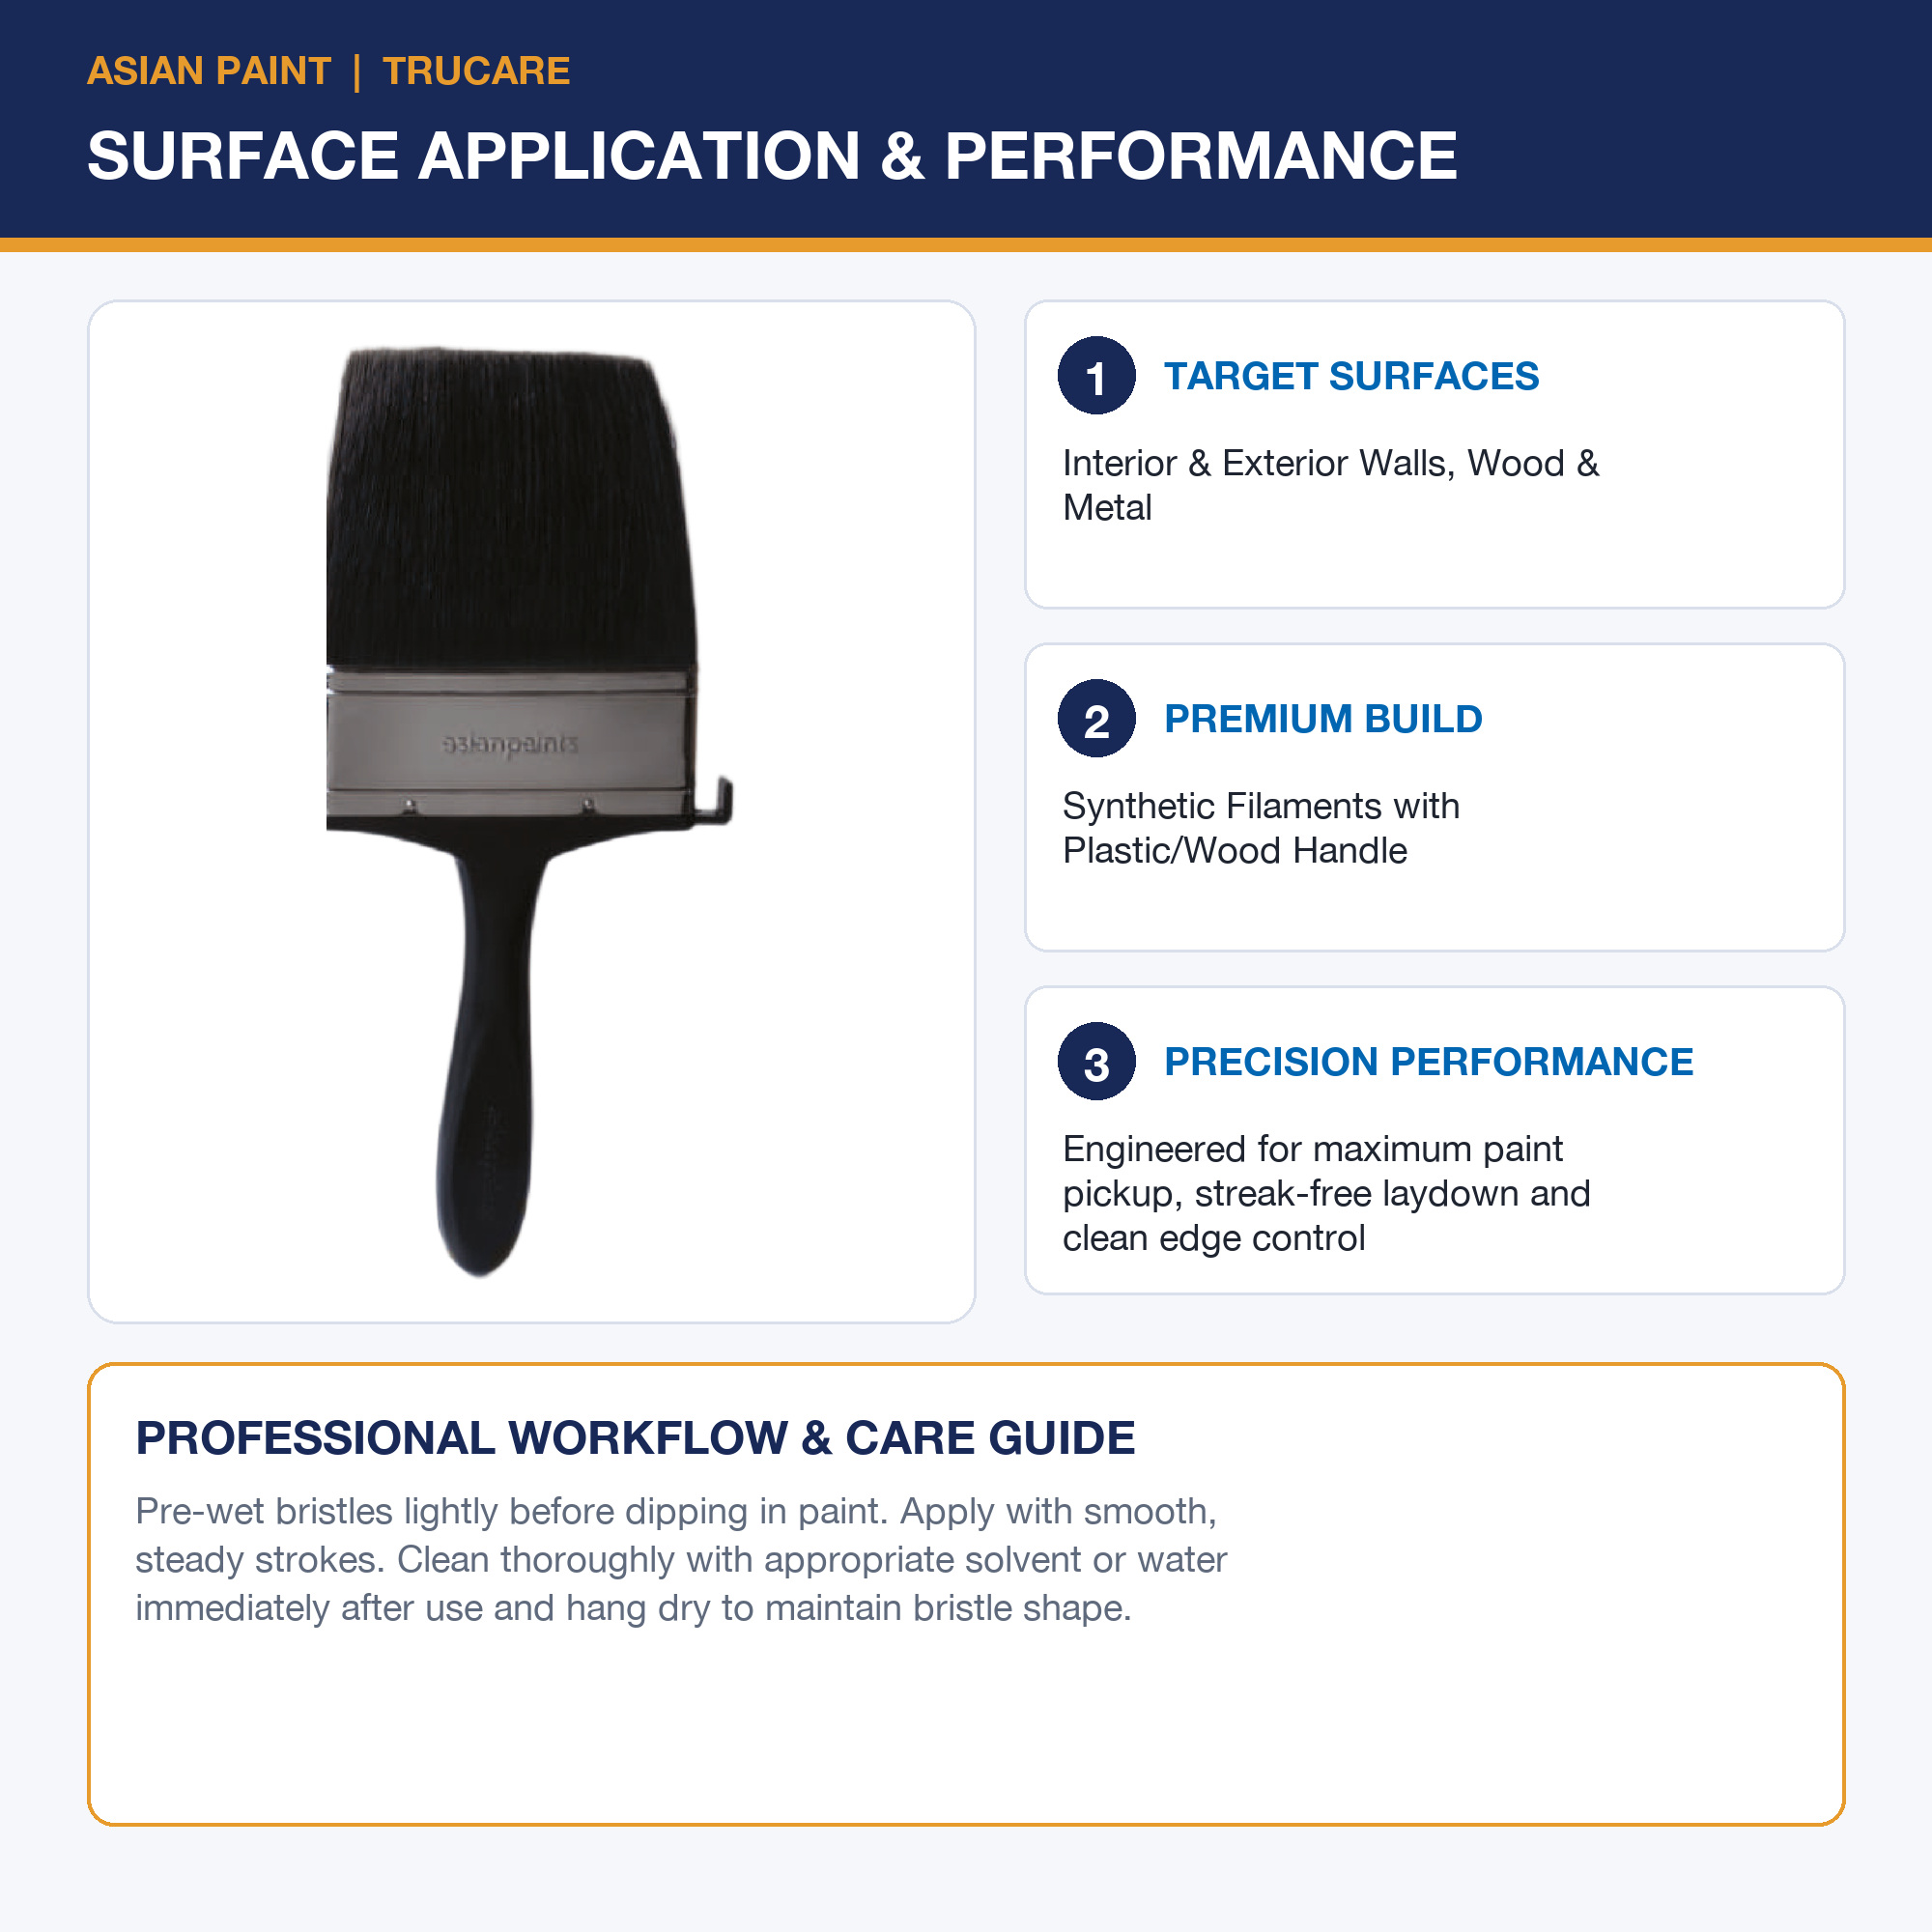 ASIAN PAINT | TRUCARE
SURFACE APPLICATION & PERFORMANCE
asianpaints
1 TARGET SURFACES
Interior & Exterior Walls, Wood &
Metal
2 PREMIUM BUILD
Synthetic Filaments with
Plastic/Wood Handle
3 PRECISION PERFORMANCE
Engineered for maximum paint
pickup, streak-free laydown and
clean edge control
PROFESSIONAL WORKFLOW & CARE GUIDE
Pre-wet bristles lightly before dipping in paint. Apply with smooth,
steady strokes. Clean thoroughly with appropriate solvent or water
immediately after use and hang dry to maintain bristle shape.